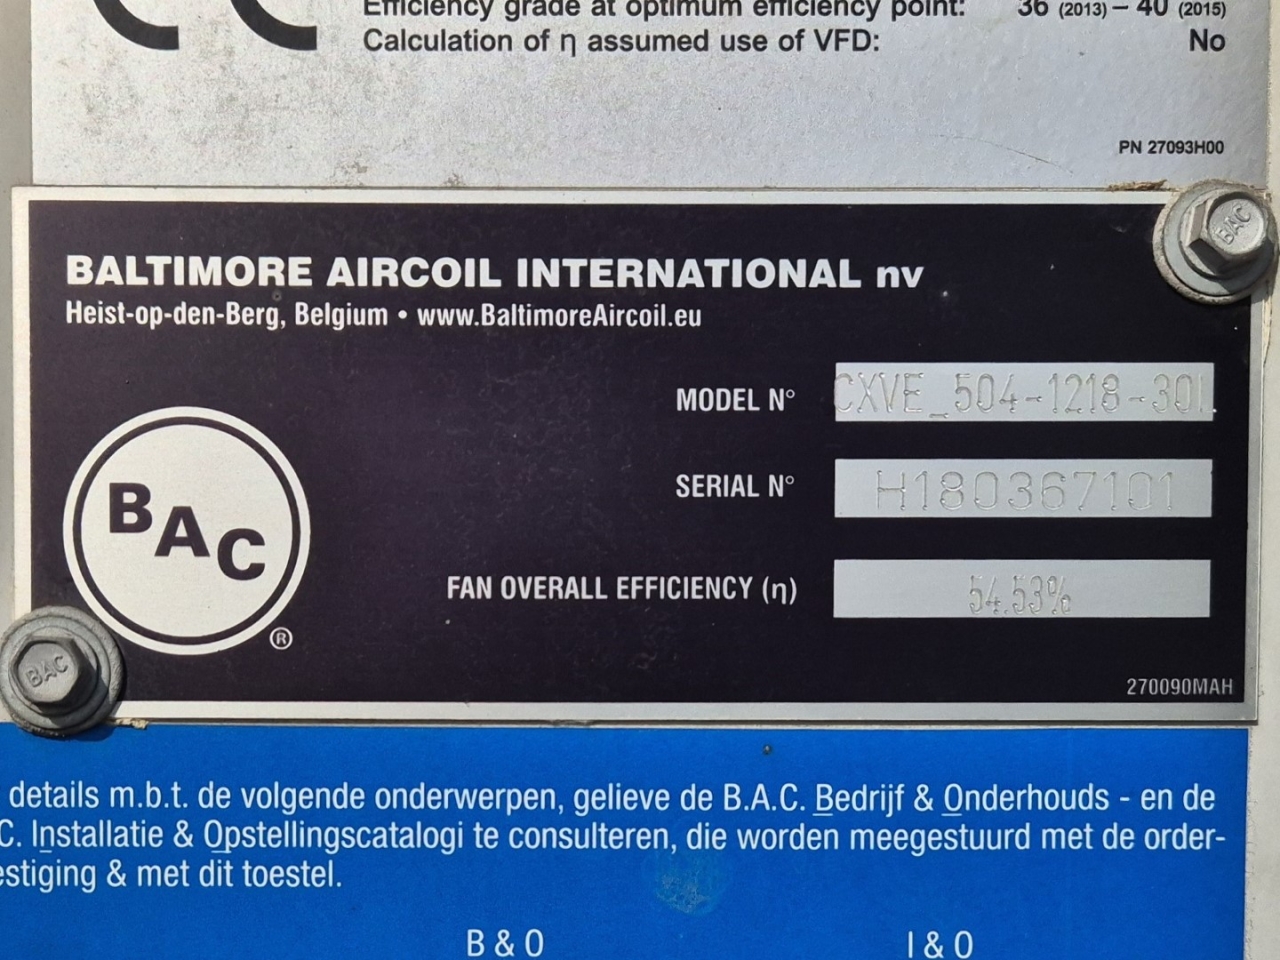 Efficiency grade at optimum efficiency point: 36 (2013) – 40 (2015)
Calculation of η assumed use of VFD: No
PN 27093H00
BAC
BALTIMORE AIRCOIL INTERNATIONAL nv
Heist-op-den-Berg, Belgium • www.BaltimoreAircoil.eu
MODEL N° CXVE_504-1218-30L
SERIAL N° H180367101
BAC ®
FAN OVERALL EFFICIENCY (η) 54.53%
BAC
270090MAH
details m.b.t. de volgende onderwerpen, gelieve de B.A.C. Bedrijf & Onderhouds - en de
C. Installatie & Opstellingscatalogi te consulteren, die worden meegestuurd met de order-
estiging & met dit toestel.
B & O I & O